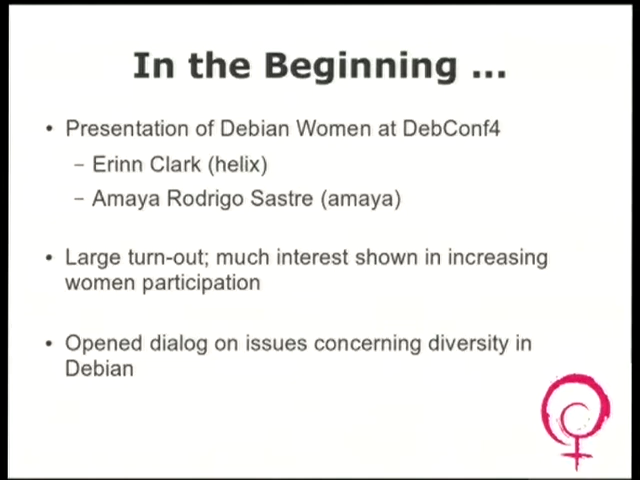 In the Beginning ...
• Presentation of Debian Women at DebConf4
– Erinn Clark (helix)
– Amaya Rodrigo Sastre (amaya)
• Large turn-out; much interest shown in increasing
women participation
• Opened dialog on issues concerning diversity in
Debian